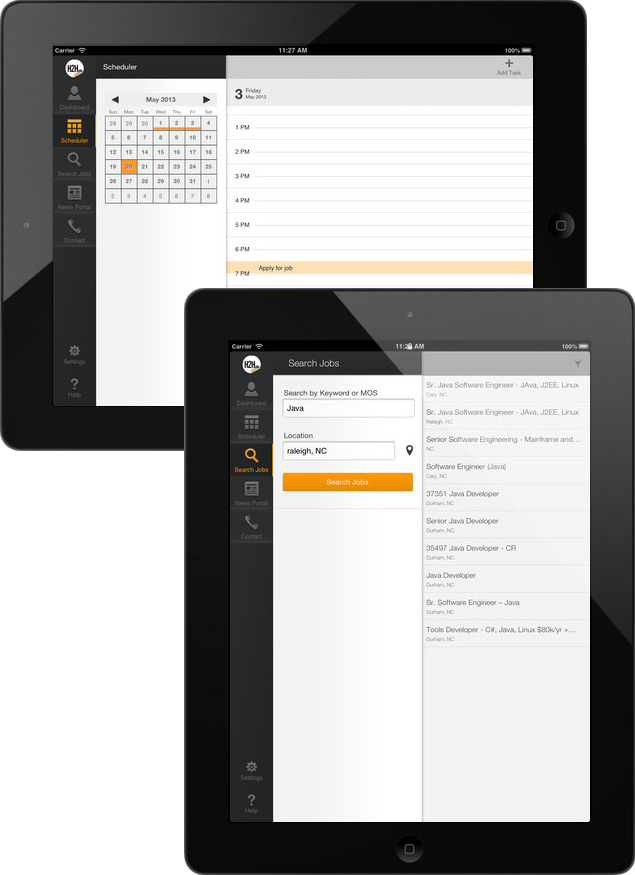 Carrier
11:27 AM
100%
H2H.jobs
Scheduler
Add Task
Dashboard
Scheduler
Search Jobs
News Portal
Contact
Settings
Help
May 2013
Sun Mon Tue Wed Thu Fri Sat
28 29 30 1 2 3 4
5 6 7 8 9 10 11
12 13 14 15 16 17 18
19 20 21 22 23 24 25
26 27 28 29 30 31 1
2 3 4 5 6 7 8
3 Friday
May 2013
1 PM
2 PM
3 PM
4 PM
5 PM
6 PM
Apply for job
7 PM
Carrier
AM
100%
H2H.jobs
Search Jobs
Dashboard
Scheduler
Search Jobs
News Portal
Contact
Settings
Help
Search by Keyword or MOS
Java
Location
raleigh, NC
Search Jobs
Sr. Java Software Engineer - JAva, J2EE, Linux
Cary, NC
Sr. Java Software Engineer - JAva, J2EE, Linux
Raleigh, NC
Senior Software Engineering - Mainframe and...
NC
Software Engineer (Java)
Cary, NC
37351 Java Developer
Durham, NC
Senior Java Developer
Durham, NC
35497 Java Developer - CR
Durham, NC
Java Developer
Durham, NC
Sr. Software Engineer – Java
Durham, NC
Tools Developer - C#, Java, Linux $80k/yr +...
Durham, NC